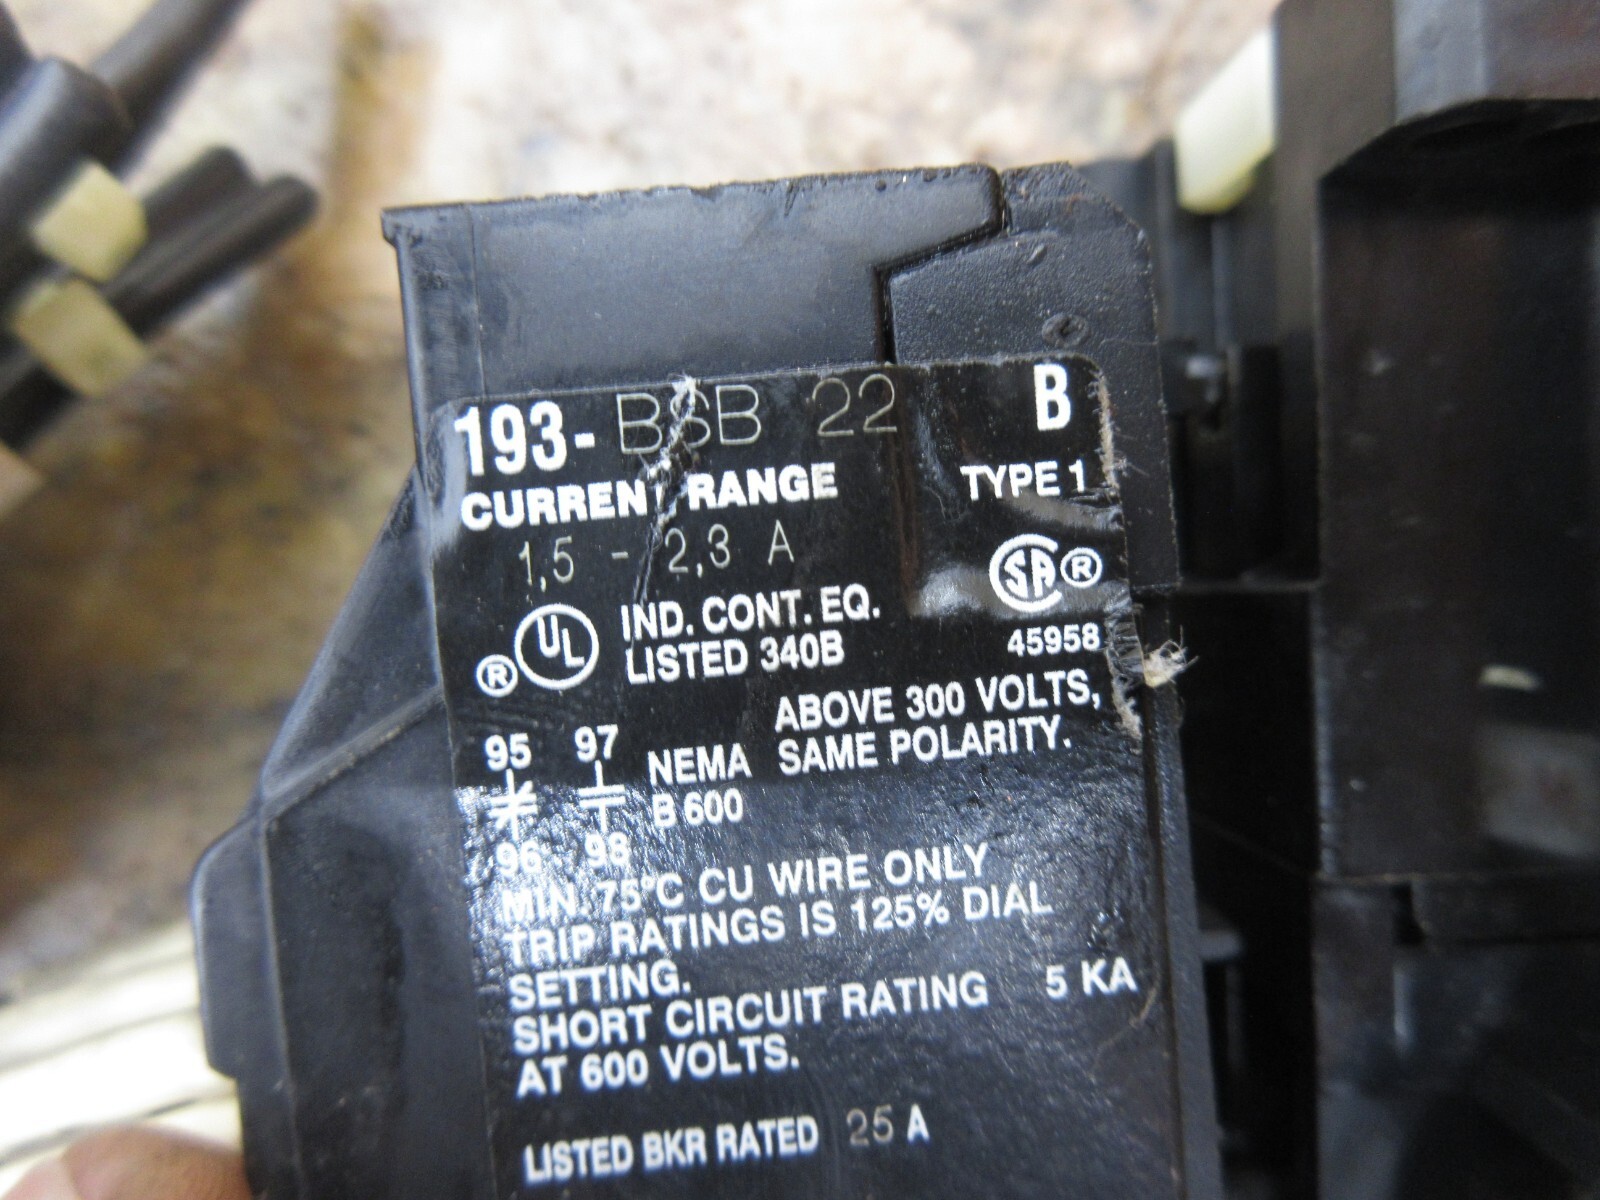 193-BSB 22 B
CURRENT RANGE TYPE 1
1,5 - 2,3 A
SA ®
® UL IND. CONT. EQ.
LISTED 340B 45958
ABOVE 300 VOLTS,
SAME POLARITY.
95 97 NEMA
B 600
96 98
MIN. 75°C CU WIRE ONLY
TRIP RATINGS IS 125% DIAL
SETTING.
SHORT CIRCUIT RATING 5 KA
AT 600 VOLTS.
LISTED BKR RATED 25 A